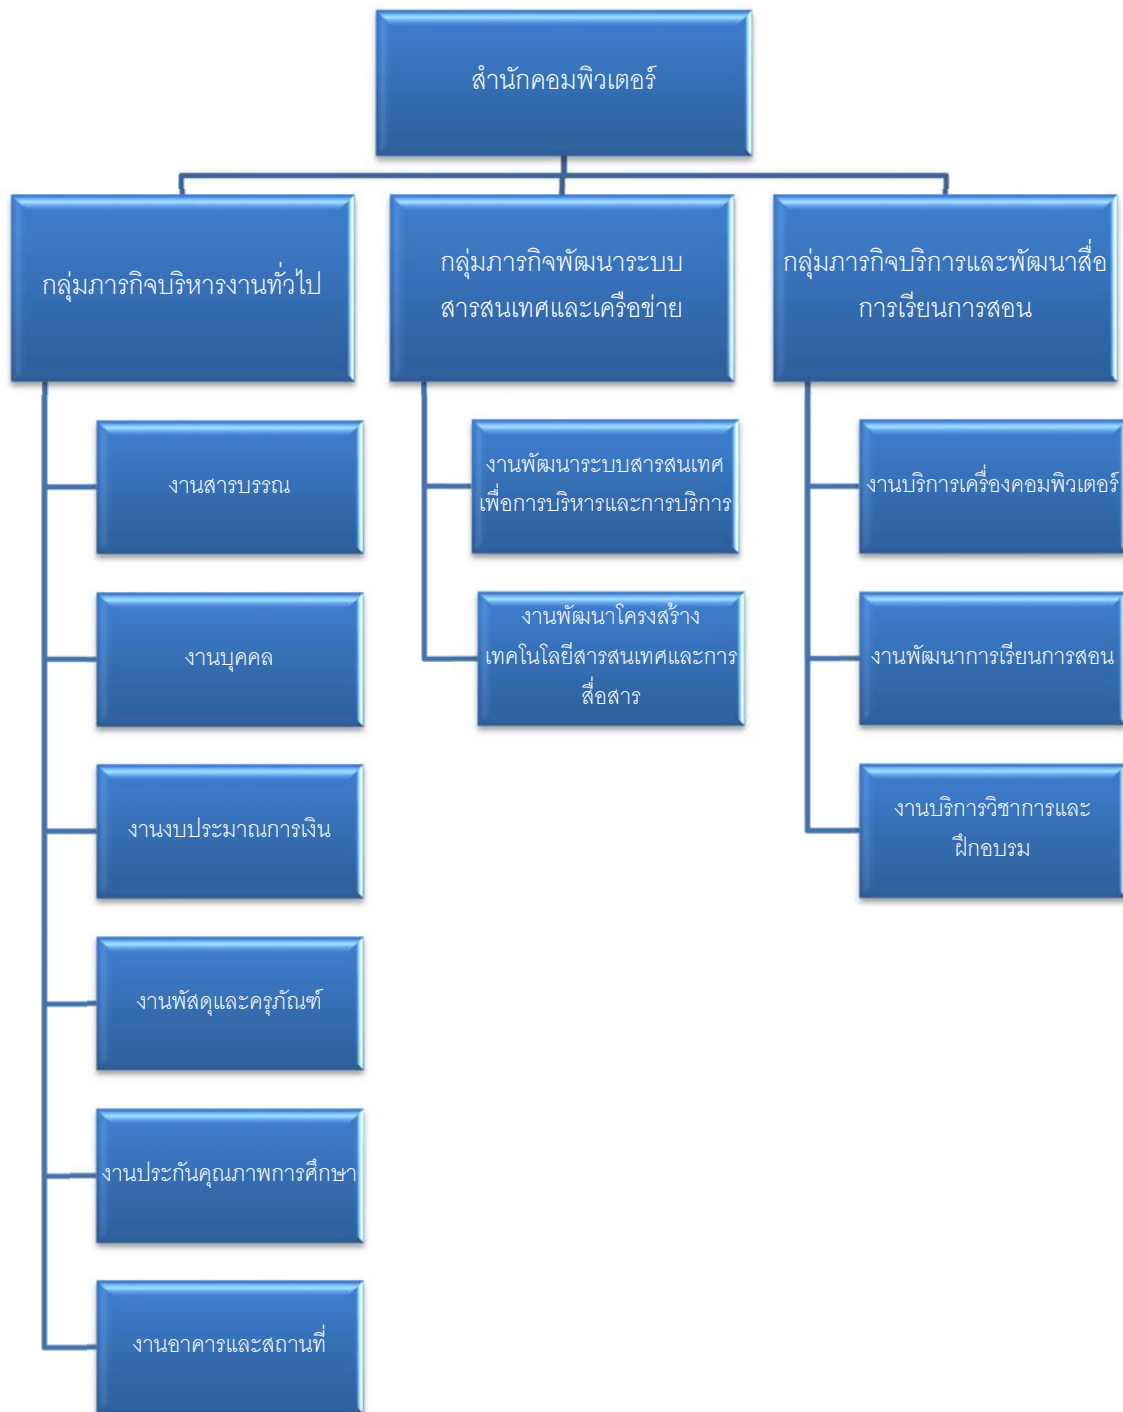 สำนักคอมพิวเตอร์
กลุ่มภารกิจบริหารงานทั่วไป
งานสารบรรณ
งานบุคคล
งานงบประมาณการเงิน
งานพัสดุและครุภัณฑ์
งานประกันคุณภาพการศึกษา
งานอาคารและสถานที่
กลุ่มภารกิจพัฒนาระบบ
สารสนเทศและเครือข่าย
งานพัฒนาระบบสารสนเทศ
เพื่อการบริหารและการบริการ
งานพัฒนาโครงสร้าง
เทคโนโลยีสารสนเทศและการ
สื่อสาร
กลุ่มภารกิจบริการและพัฒนาสื่อ
การเรียนการสอน
งานบริการเครื่องคอมพิวเตอร์
งานพัฒนาการเรียนการสอน
งานบริการวิชาการและ
ฝึกอบรม